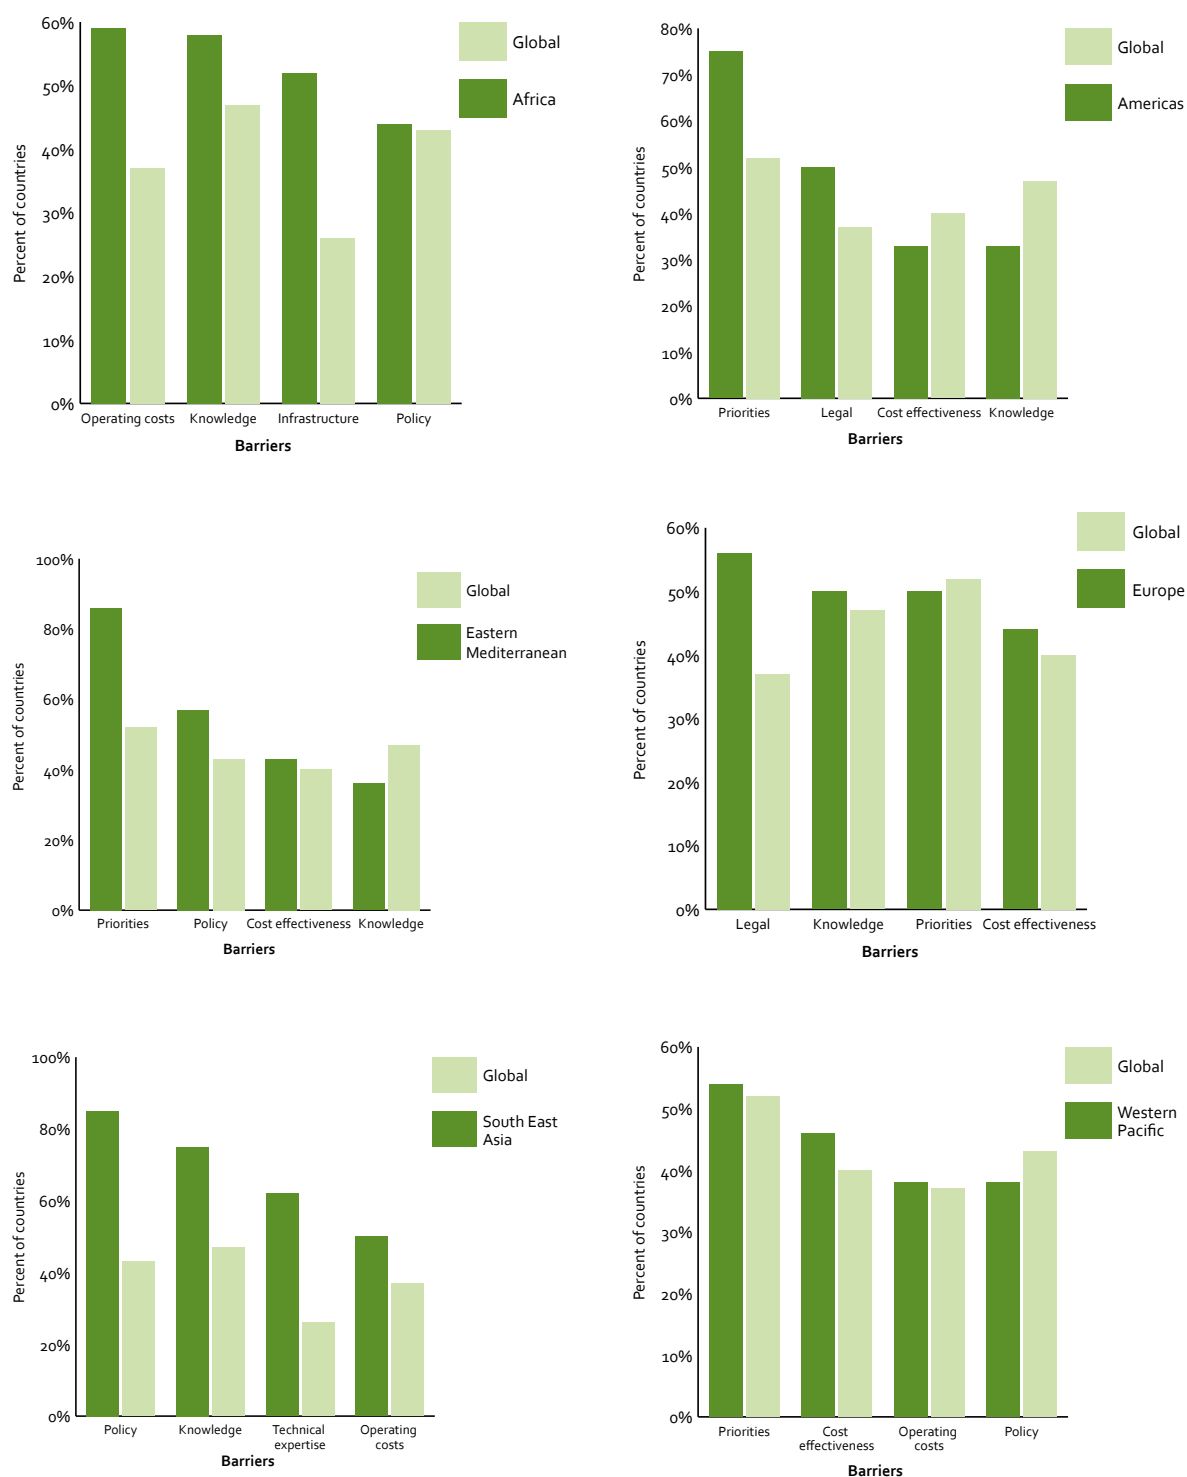 60%
50%
40%
30%
20%
10%
0%
Percent of countries
Operating costs Knowledge Infrastructure Policy
Barriers
Global
Africa
80%
70%
60%
50%
40%
30%
20%
10%
0%
Percent of countries
Priorities Legal Cost effectiveness Knowledge
Barriers
Global
Americas
100%
80%
60%
40%
20%
0%
Percent of countries
Priorities Policy Cost effectiveness Knowledge
Barriers
Global
Eastern
Mediterranean
60%
50%
40%
30%
20%
10%
0%
Percent of countries
Legal Knowledge Priorities Cost effectiveness
Barriers
Global
Europe
100%
80%
60%
40%
20%
0%
Percent of countries
Policy Knowledge Technical Operating
expertise costs
Barriers
Global
South East
Asia
60%
50%
40%
30%
20%
10%
0%
Percent of countries
Priorities Cost Operating Policy
effectiveness costs
Barriers
Global
Western
Pacific